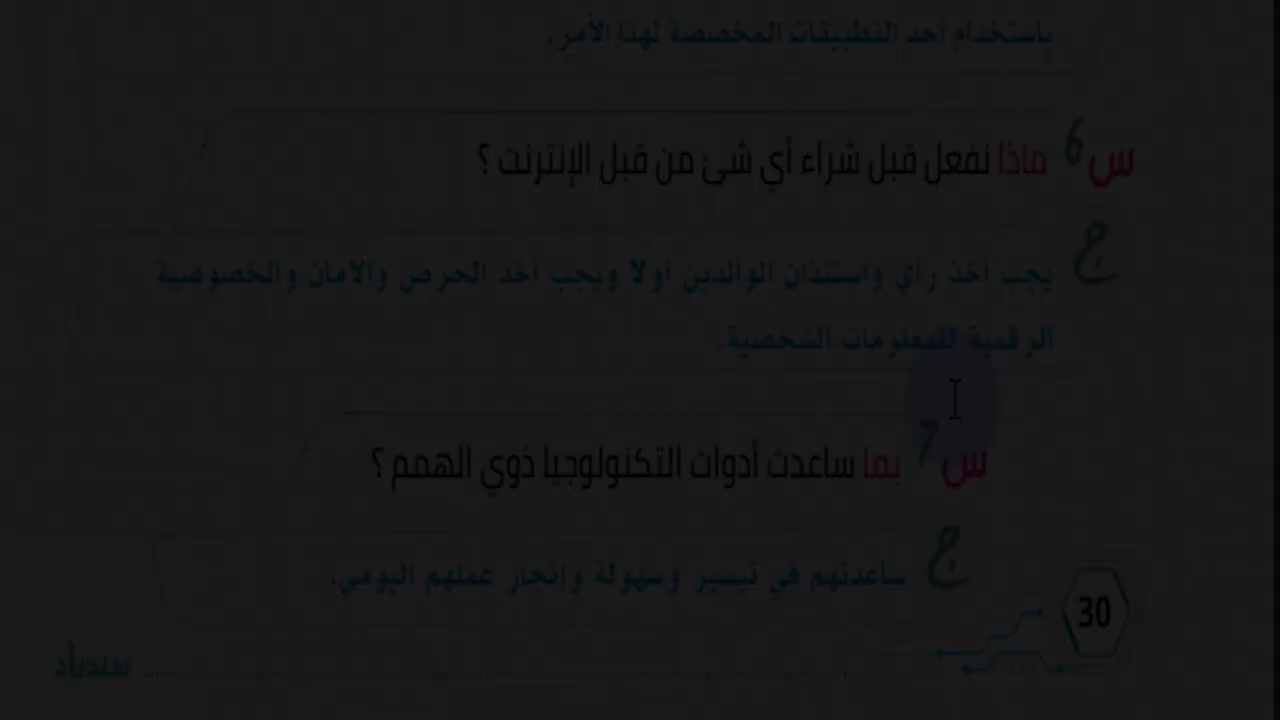 باستخدام أحد التطبيقات المخصصة لهذا الأمر.
س6 ماذا نفعل قبل شراء أي شئ من قبل الإنترنت ؟
ج يجب أخذ رأي واستئذان الوالدين أولا ويجب أخذ الحرص والأمان والخصوصية
الرقمية للمعلومات الشخصية.
س7 بما ساعدت أدوات التكنولوجيا ذوي الهمم ؟
ج ساعدتهم في تيسير وسهولة وإنجاز عملهم اليومي.
30
سندباد